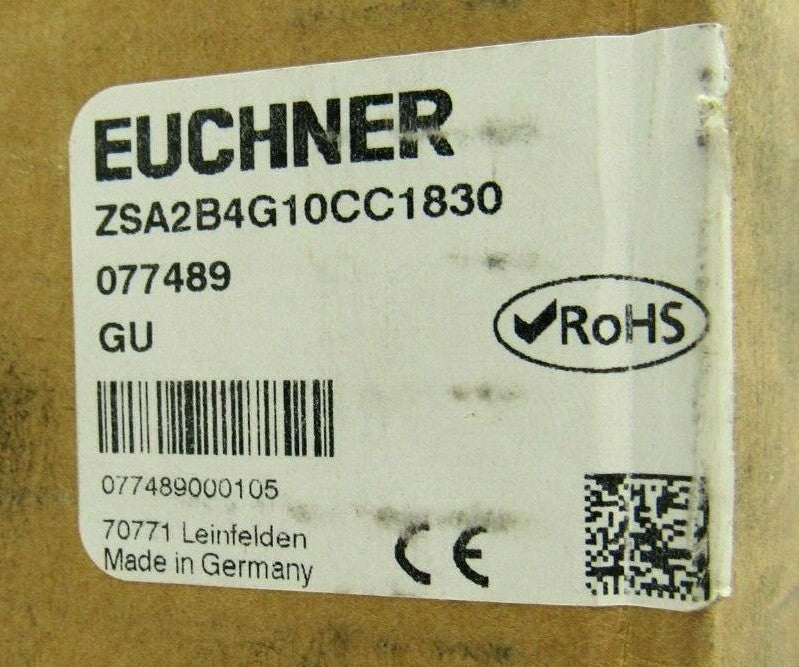 EUCHNER
ZSA2B4G10CC1830
077489
GU
RoHS
077489000105
70771 Leinfelden
Made in Germany
CE